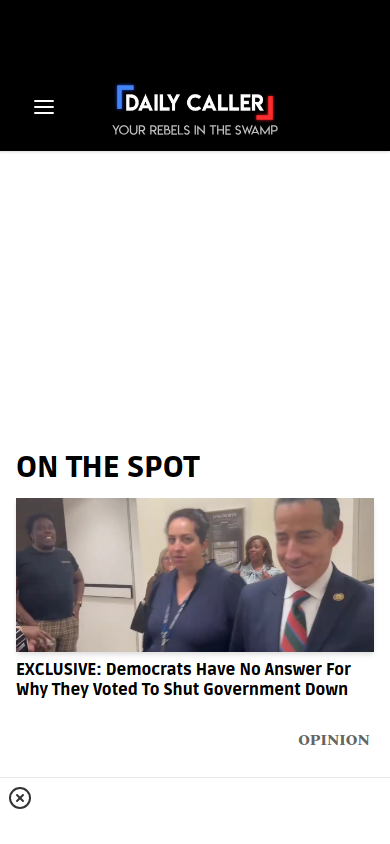 DAILY CALLER
YOUR REBELS IN THE SWAMP
ON THE SPOT
EXCLUSIVE: Democrats Have No Answer For
Why They Voted To Shut Government Down
OPINION